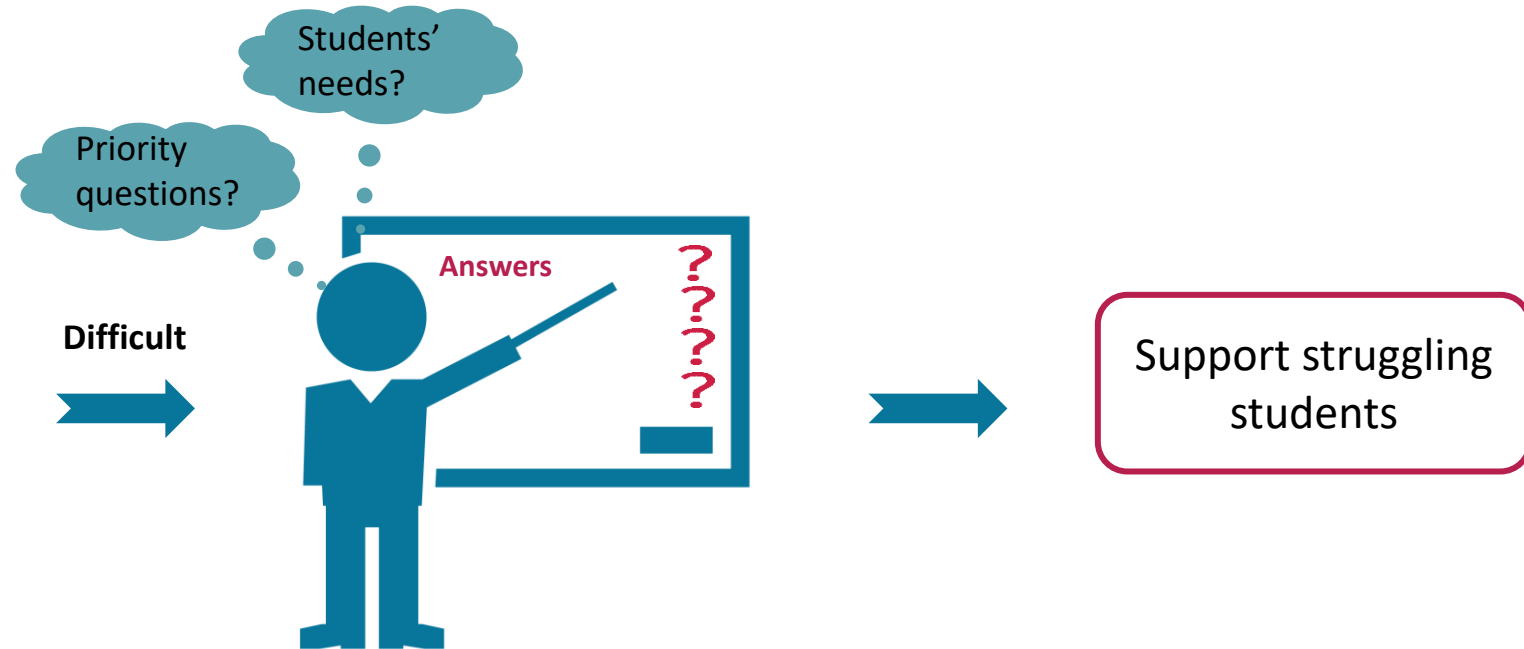 Students’
needs?
Priority
questions?
Answers
?
?
?
?
Difficult
Support struggling
students